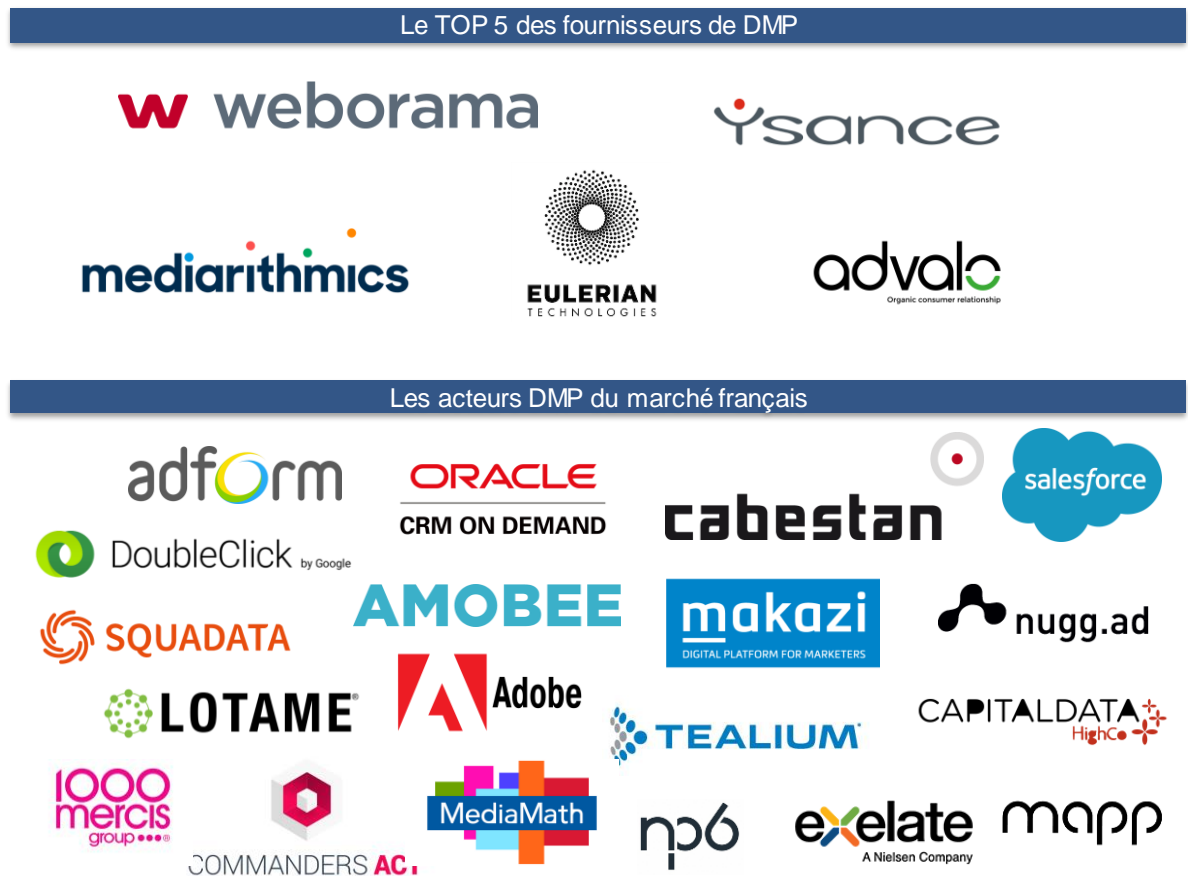 Le TOP 5 des fournisseurs de DMP
w weborama
Ysance
mediarithmics
EULERIAN
TECHNOLOGIES
advalo
Organic consumer relationship
Les acteurs DMP du marché français
adform
ORACLE
CRM ON DEMAND
cabestan
salesforce
DoubleClick by Google
AMOBEE
makazi
DIGITAL PLATFORM FOR MARKETERS
nugg.ad
SQUADATA
LOTAME®
Adobe
TEALIUM
CAPITALDATA
HighCo
1000
mercis
group
COMMANDERS ACT
MediaMath
np6
exelate
A Nielsen Company
mapp